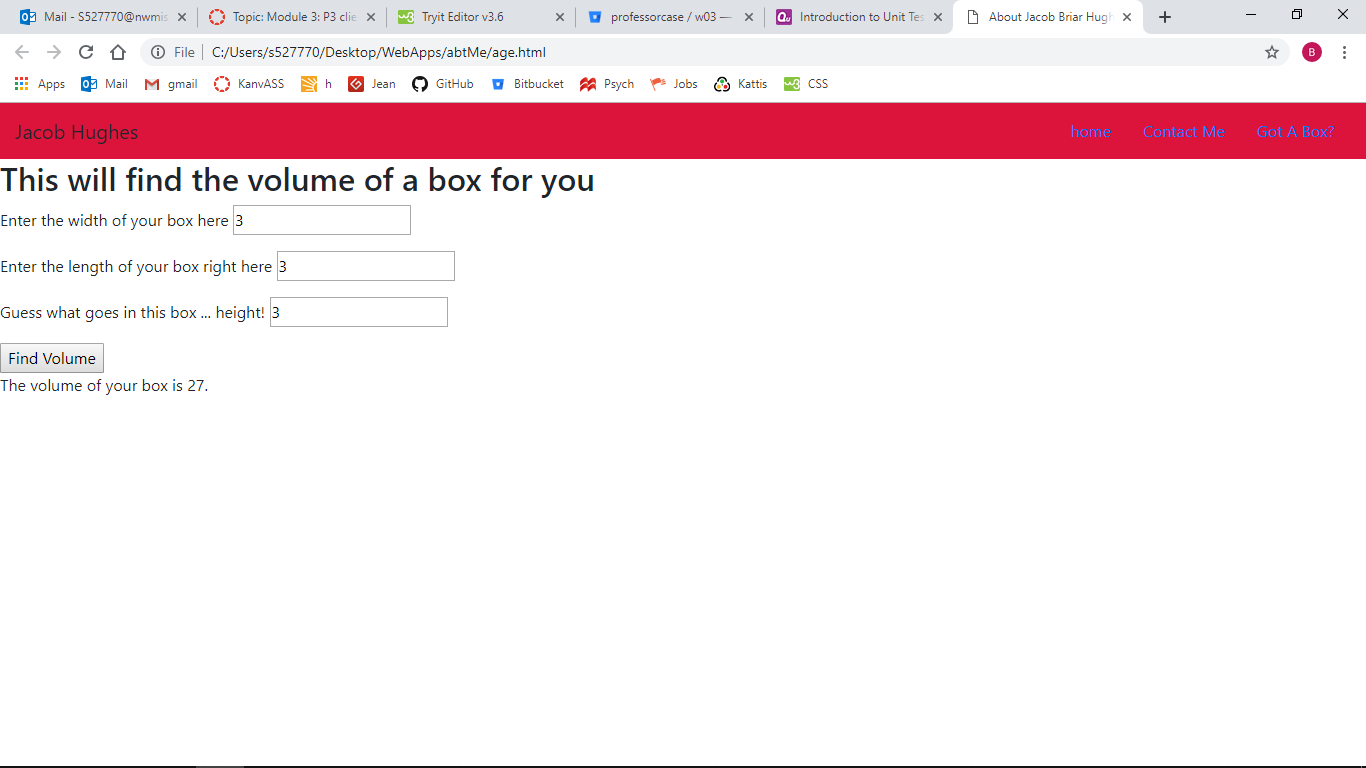 Mail - S527770@nwmis
Topic: Module 3: P3 clie
Tryit Editor v3.6
professorcase / w03 —
Introduction to Unit Tes
About Jacob Briar Hugh
File
C:/Users/s527770/Desktop/WebApps/abtMe/age.html
B
Apps
Mail
gmail
KanvASS
h
Jean
GitHub
Bitbucket
Psych
Jobs
Kattis
CSS
Jacob Hughes
home
Contact Me
Got A Box?
This will find the volume of a box for you
Enter the width of your box here 3
Enter the length of your box right here 3
Guess what goes in this box ... height! 3
Find Volume
The volume of your box is 27.